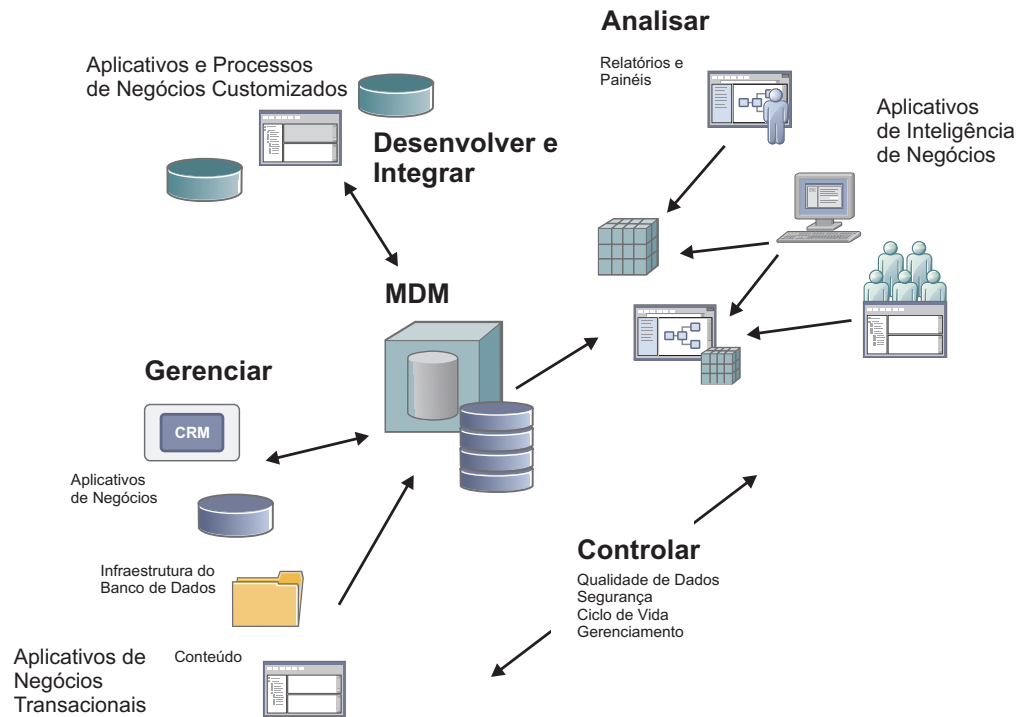 Analisar
Relatórios e
Painéis
Aplicativos e Processos
de Negócios Customizados
Aplicativos
de Inteligência
de Negócios
Desenvolver e
Integrar
MDM
Gerenciar
CRM
Aplicativos
de Negócios
Infraestrutura do
Banco de Dados
Controlar
Qualidade de Dados
Segurança
Ciclo de Vida
Gerenciamento
Aplicativos de
Negócios
Transacionais
Conteúdo